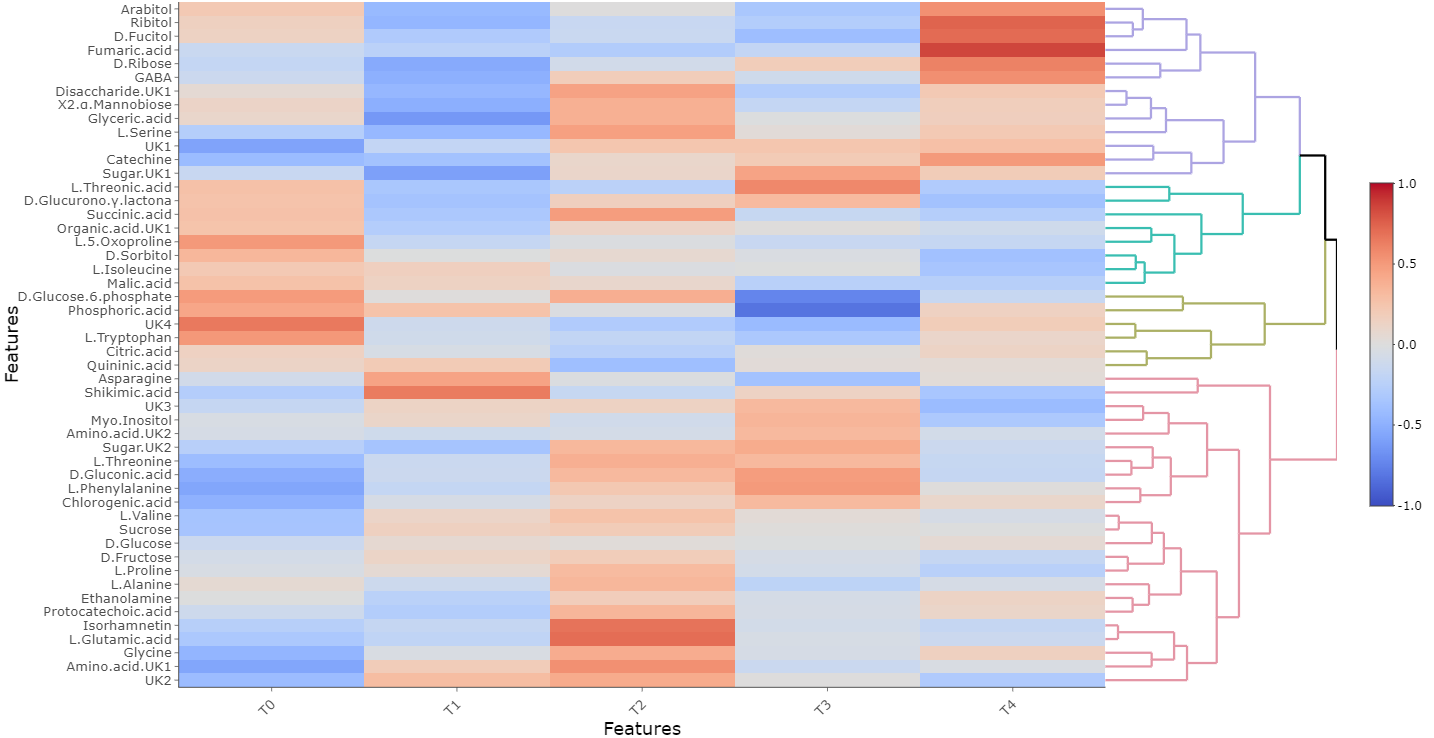 Arabitol
Ribitol
D.Fucitol
Fumaric.acid
D.Ribose
GABA
Disaccharide.UK1
X2.α.Mannobiose
Glyceric.acid
L.Serine
UK1
Catechine
Sugar.UK1
L.Threonic.acid
D.Glucurono.γ.lactona
Succinic.acid
Organic.acid.UK1
L.5.Oxoproline
D.Sorbitol
L.Isoleucine
Malic.acid
D.Glucose.6.phosphate
Phosphoric.acid
UK4
L.Tryptophan
Citric.acid
Quininic.acid
Asparagine
Shikimic.acid
UK3
Myo.Inositol
Amino.acid.UK2
Sugar.UK2
L.Threonine
D.Gluconic.acid
L.Phenylalanine
Chlorogenic.acid
L.Valine
Sucrose
D.Glucose
D.Fructose
L.Proline
L.Alanine
Ethanolamine
Protocatechoic.acid
Isorhamnetin
L.Glutamic.acid
Glycine
Amino.acid.UK1
UK2
Features
T0 T1 T2 T3 T4
Features
1.0
0.5
0.0
-0.5
-1.0